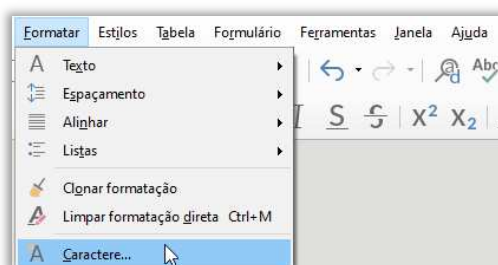 Formatar Estilos Tabela Formulário Ferramentas Janela Ajuda
Texto
Espaçamento
Alinhar
Listas
Clonar formatação
Limpar formatação direta Ctrl+M
Caractere...
Abc
S S X² X₂